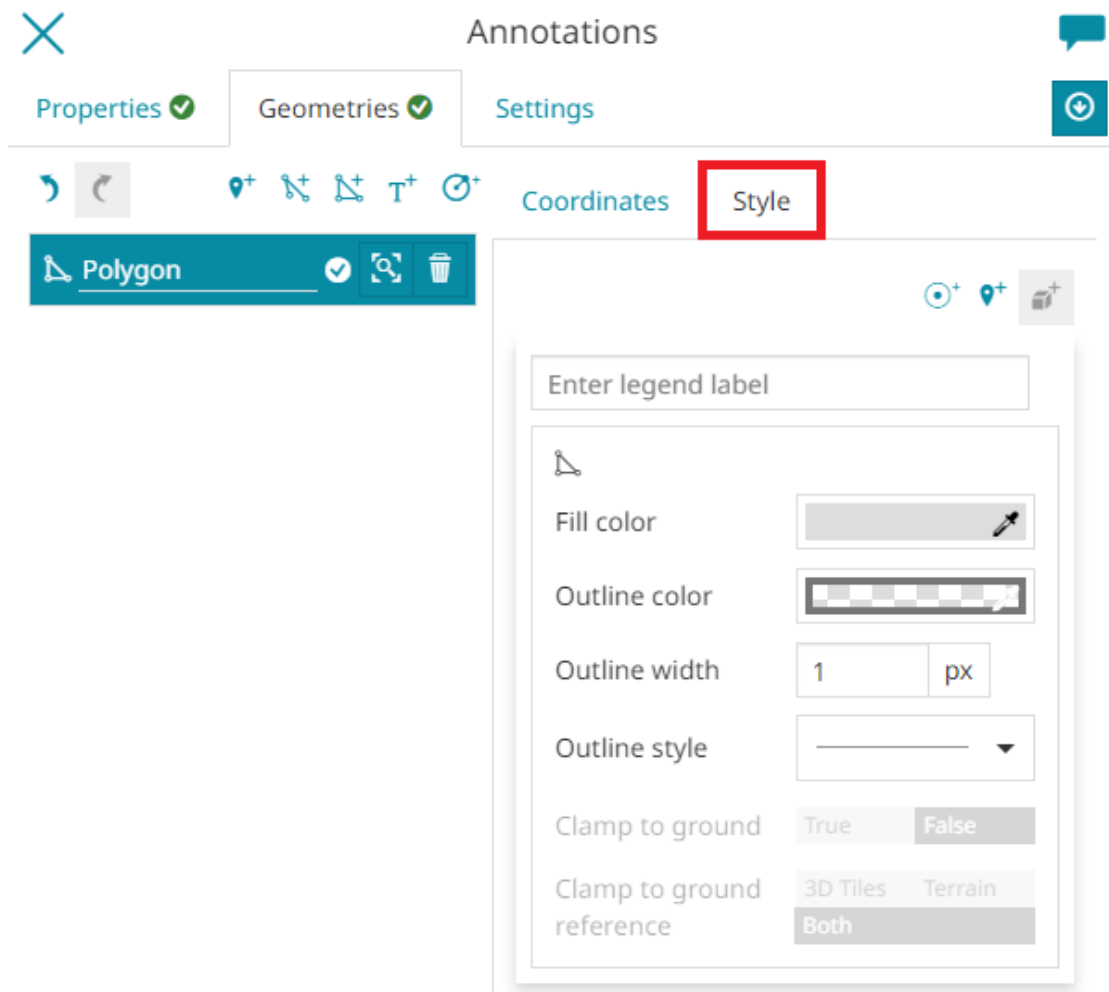 Annotations
Properties
Geometries
Settings
T+
Coordinates
Style
Polygon
Enter legend label
Fill color
Outline color
Outline width
1 px
Outline style
Clamp to ground
True False
Clamp to ground
reference
3D Tiles Terrain
Both